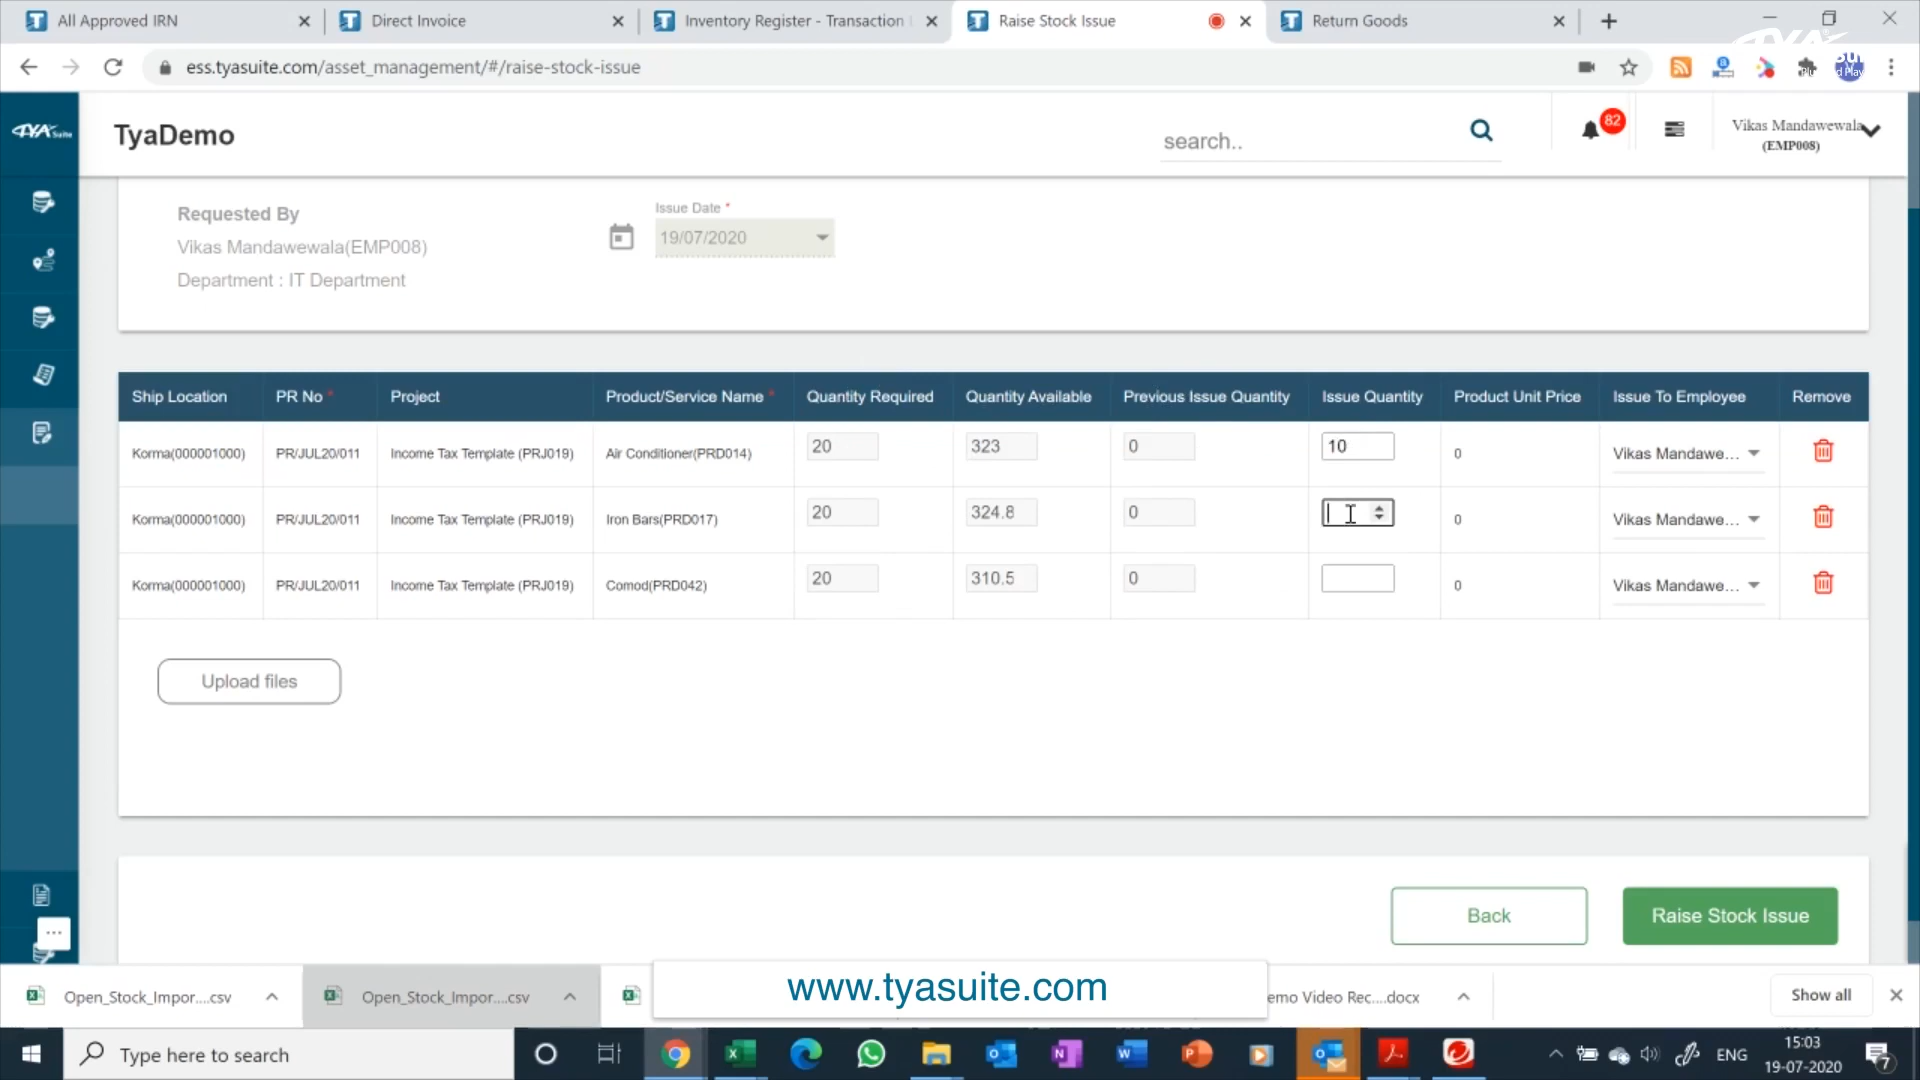 All Approved IRN
Direct Invoice
Inventory Register - Transaction
Raise Stock Issue
Return Goods
ess.tyasuite.com/asset_management/#/raise-stock-issue
TYA Suite
TyaDemo
search..
82
Vikas Mandawewala
(EMP008)
Requested By
Vikas Mandawewala(EMP008)
Department : IT Department
Issue Date *
19/07/2020
Ship Location PR No * Project Product/Service Name * Quantity Required Quantity Available Previous Issue Quantity Issue Quantity Product Unit Price Issue To Employee Remove
Korma(000001000) PR/JUL20/011 Income Tax Template (PRJ019) Air Conditioner(PRD014) 20 323 0 10 0 Vikas Mandawe...
Korma(000001000) PR/JUL20/011 Income Tax Template (PRJ019) Iron Bars(PRD017) 20 324.8 0 0 Vikas Mandawe...
Korma(000001000) PR/JUL20/011 Income Tax Template (PRJ019) Comod(PRD042) 20 310.5 0 0 Vikas Mandawe...
Upload files
Back
Raise Stock Issue
Open_Stock_Impor....csv
Open_Stock_Impor....csv
www.tyasuite.com
emo Video Rec....docx
Show all
Type here to search
ENG
15:03
19-07-2020
7